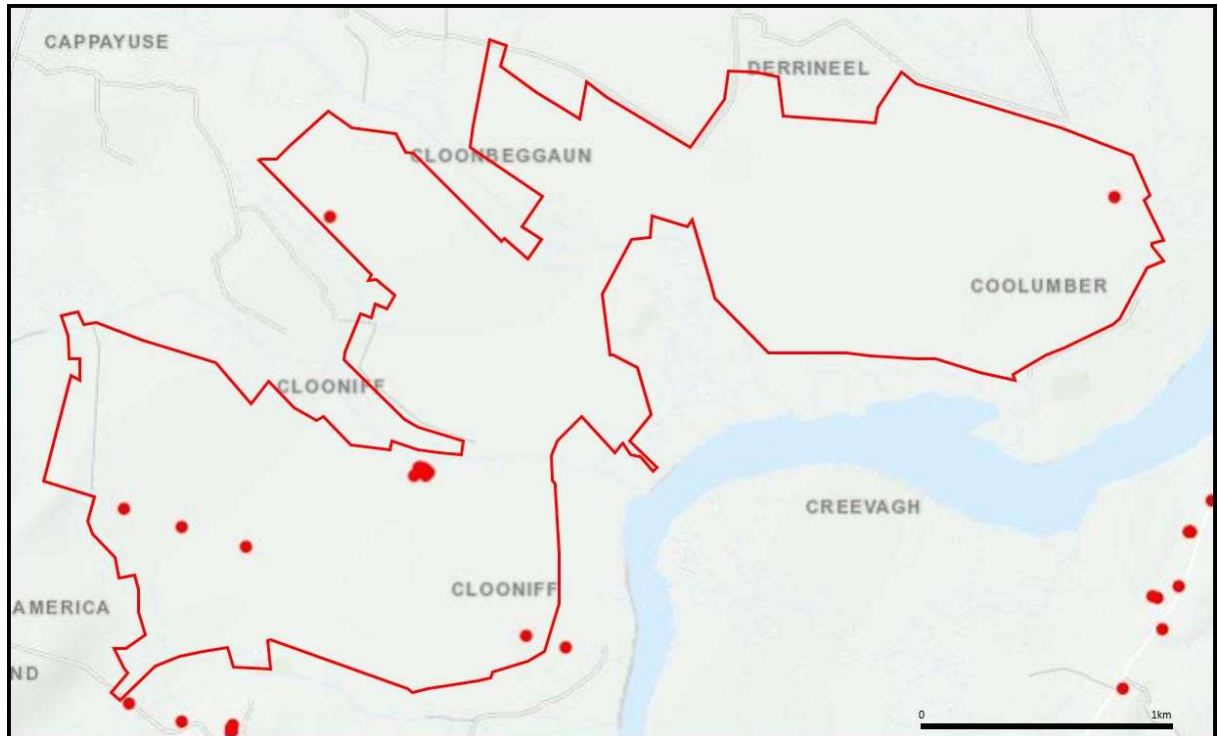 CAPPAYUSE
DERRINEEL
CLOONBEGGAUN
COOLUMBER
CLOONIFF
CREEVAGH
CLOONIFF
AMERICA
ND
0 1km